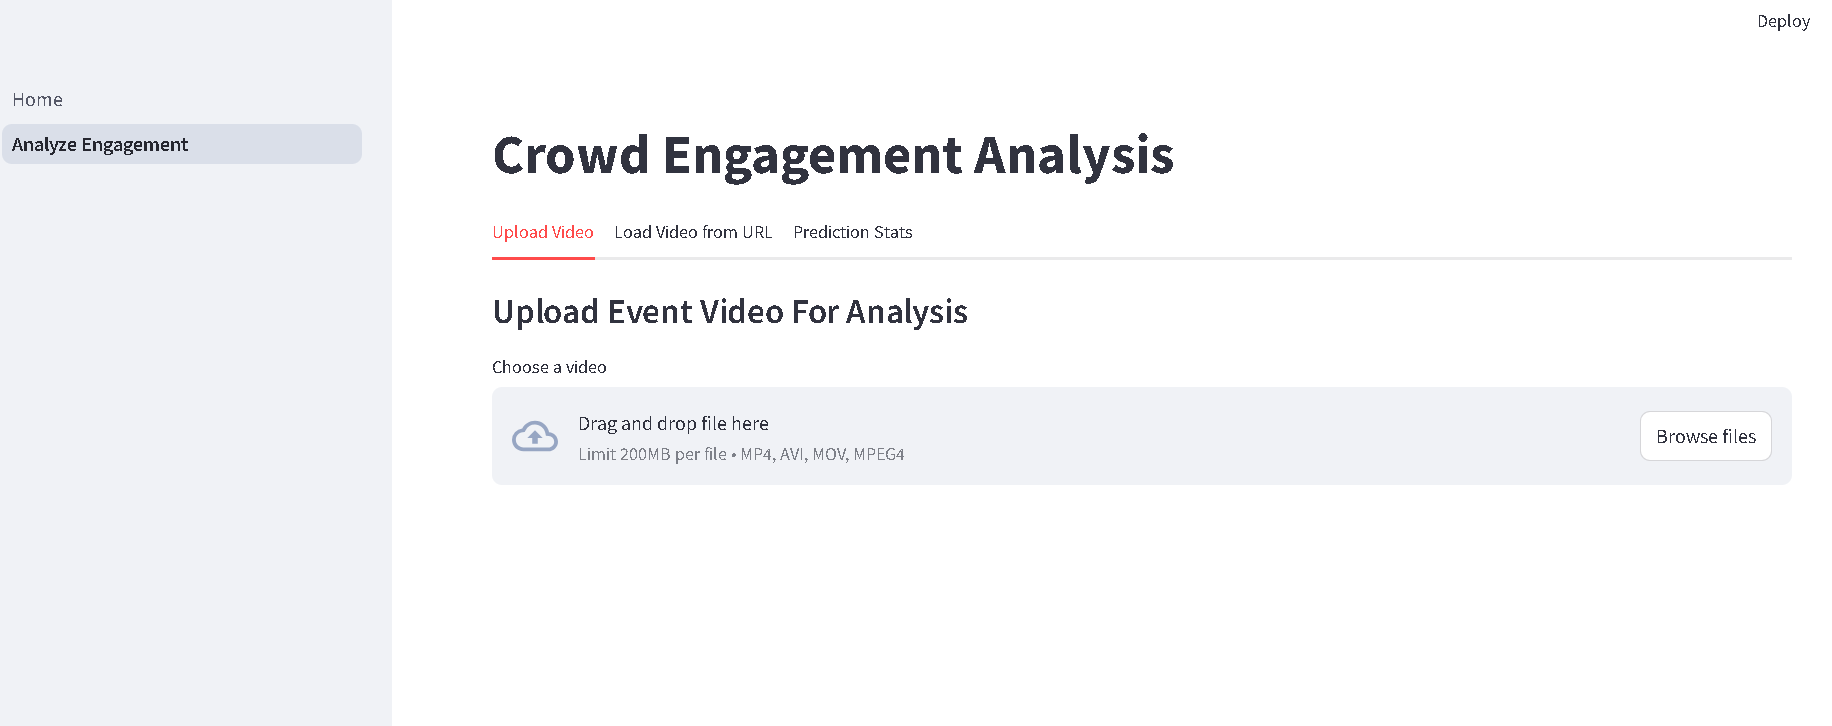 Deploy
Home
Analyze Engagement
Crowd Engagement Analysis
Upload Video Load Video from URL Prediction Stats
Upload Event Video For Analysis
Choose a video
Drag and drop file here
Limit 200MB per file • MP4, AVI, MOV, MPEG4
Browse files